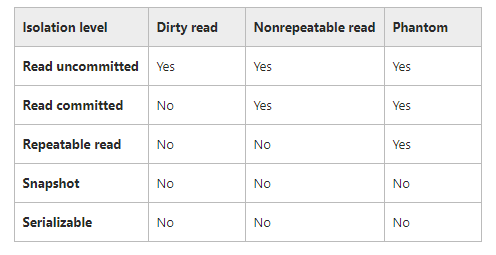 Isolation level Dirty read Nonrepeatable read Phantom
Read uncommitted Yes Yes Yes
Read committed No Yes Yes
Repeatable read No No Yes
Snapshot No No No
Serializable No No No